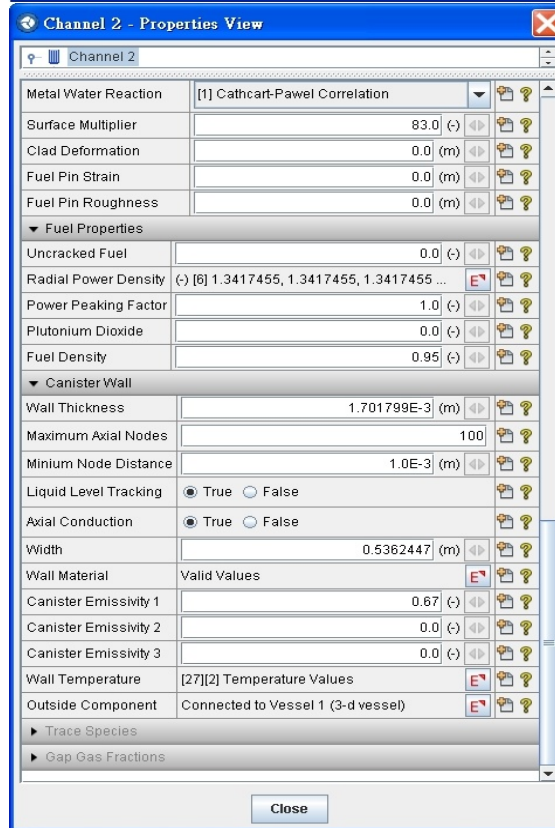 Channel 2 - Properties View
Channel 2
Metal Water Reaction [1] Cathcart-Pawel Correlation ?
Surface Multiplier 83.0 (-) ?
Clad Deformation 0.0 (m) ?
Fuel Pin Strain 0.0 (m) ?
Fuel Pin Roughness 0.0 (m) ?
Fuel Properties
Uncracked Fuel 0.0 (-) ?
Radial Power Density (-) [6] 1.3417455, 1.3417455, 1.3417455 ... E ?
Power Peaking Factor 1.0 (-) ?
Plutonium Dioxide 0.0 (-) ?
Fuel Density 0.95 (-) ?
Canister Wall
Wall Thickness 1.701799E-3 (m) ?
Maximum Axial Nodes 100 ?
Minium Node Distance 1.0E-3 (m) ?
Liquid Level Tracking True False ?
Axial Conduction True False ?
Width 0.5362447 (m) ?
Wall Material Valid Values E ?
Canister Emissivity 1 0.67 (-) ?
Canister Emissivity 2 0.0 (-) ?
Canister Emissivity 3 0.0 (-) ?
Wall Temperature [27][2] Temperature Values E ?
Outside Component Connected to Vessel 1 (3-d vessel) E ?
Trace Species
Gap Gas Fractions
Close